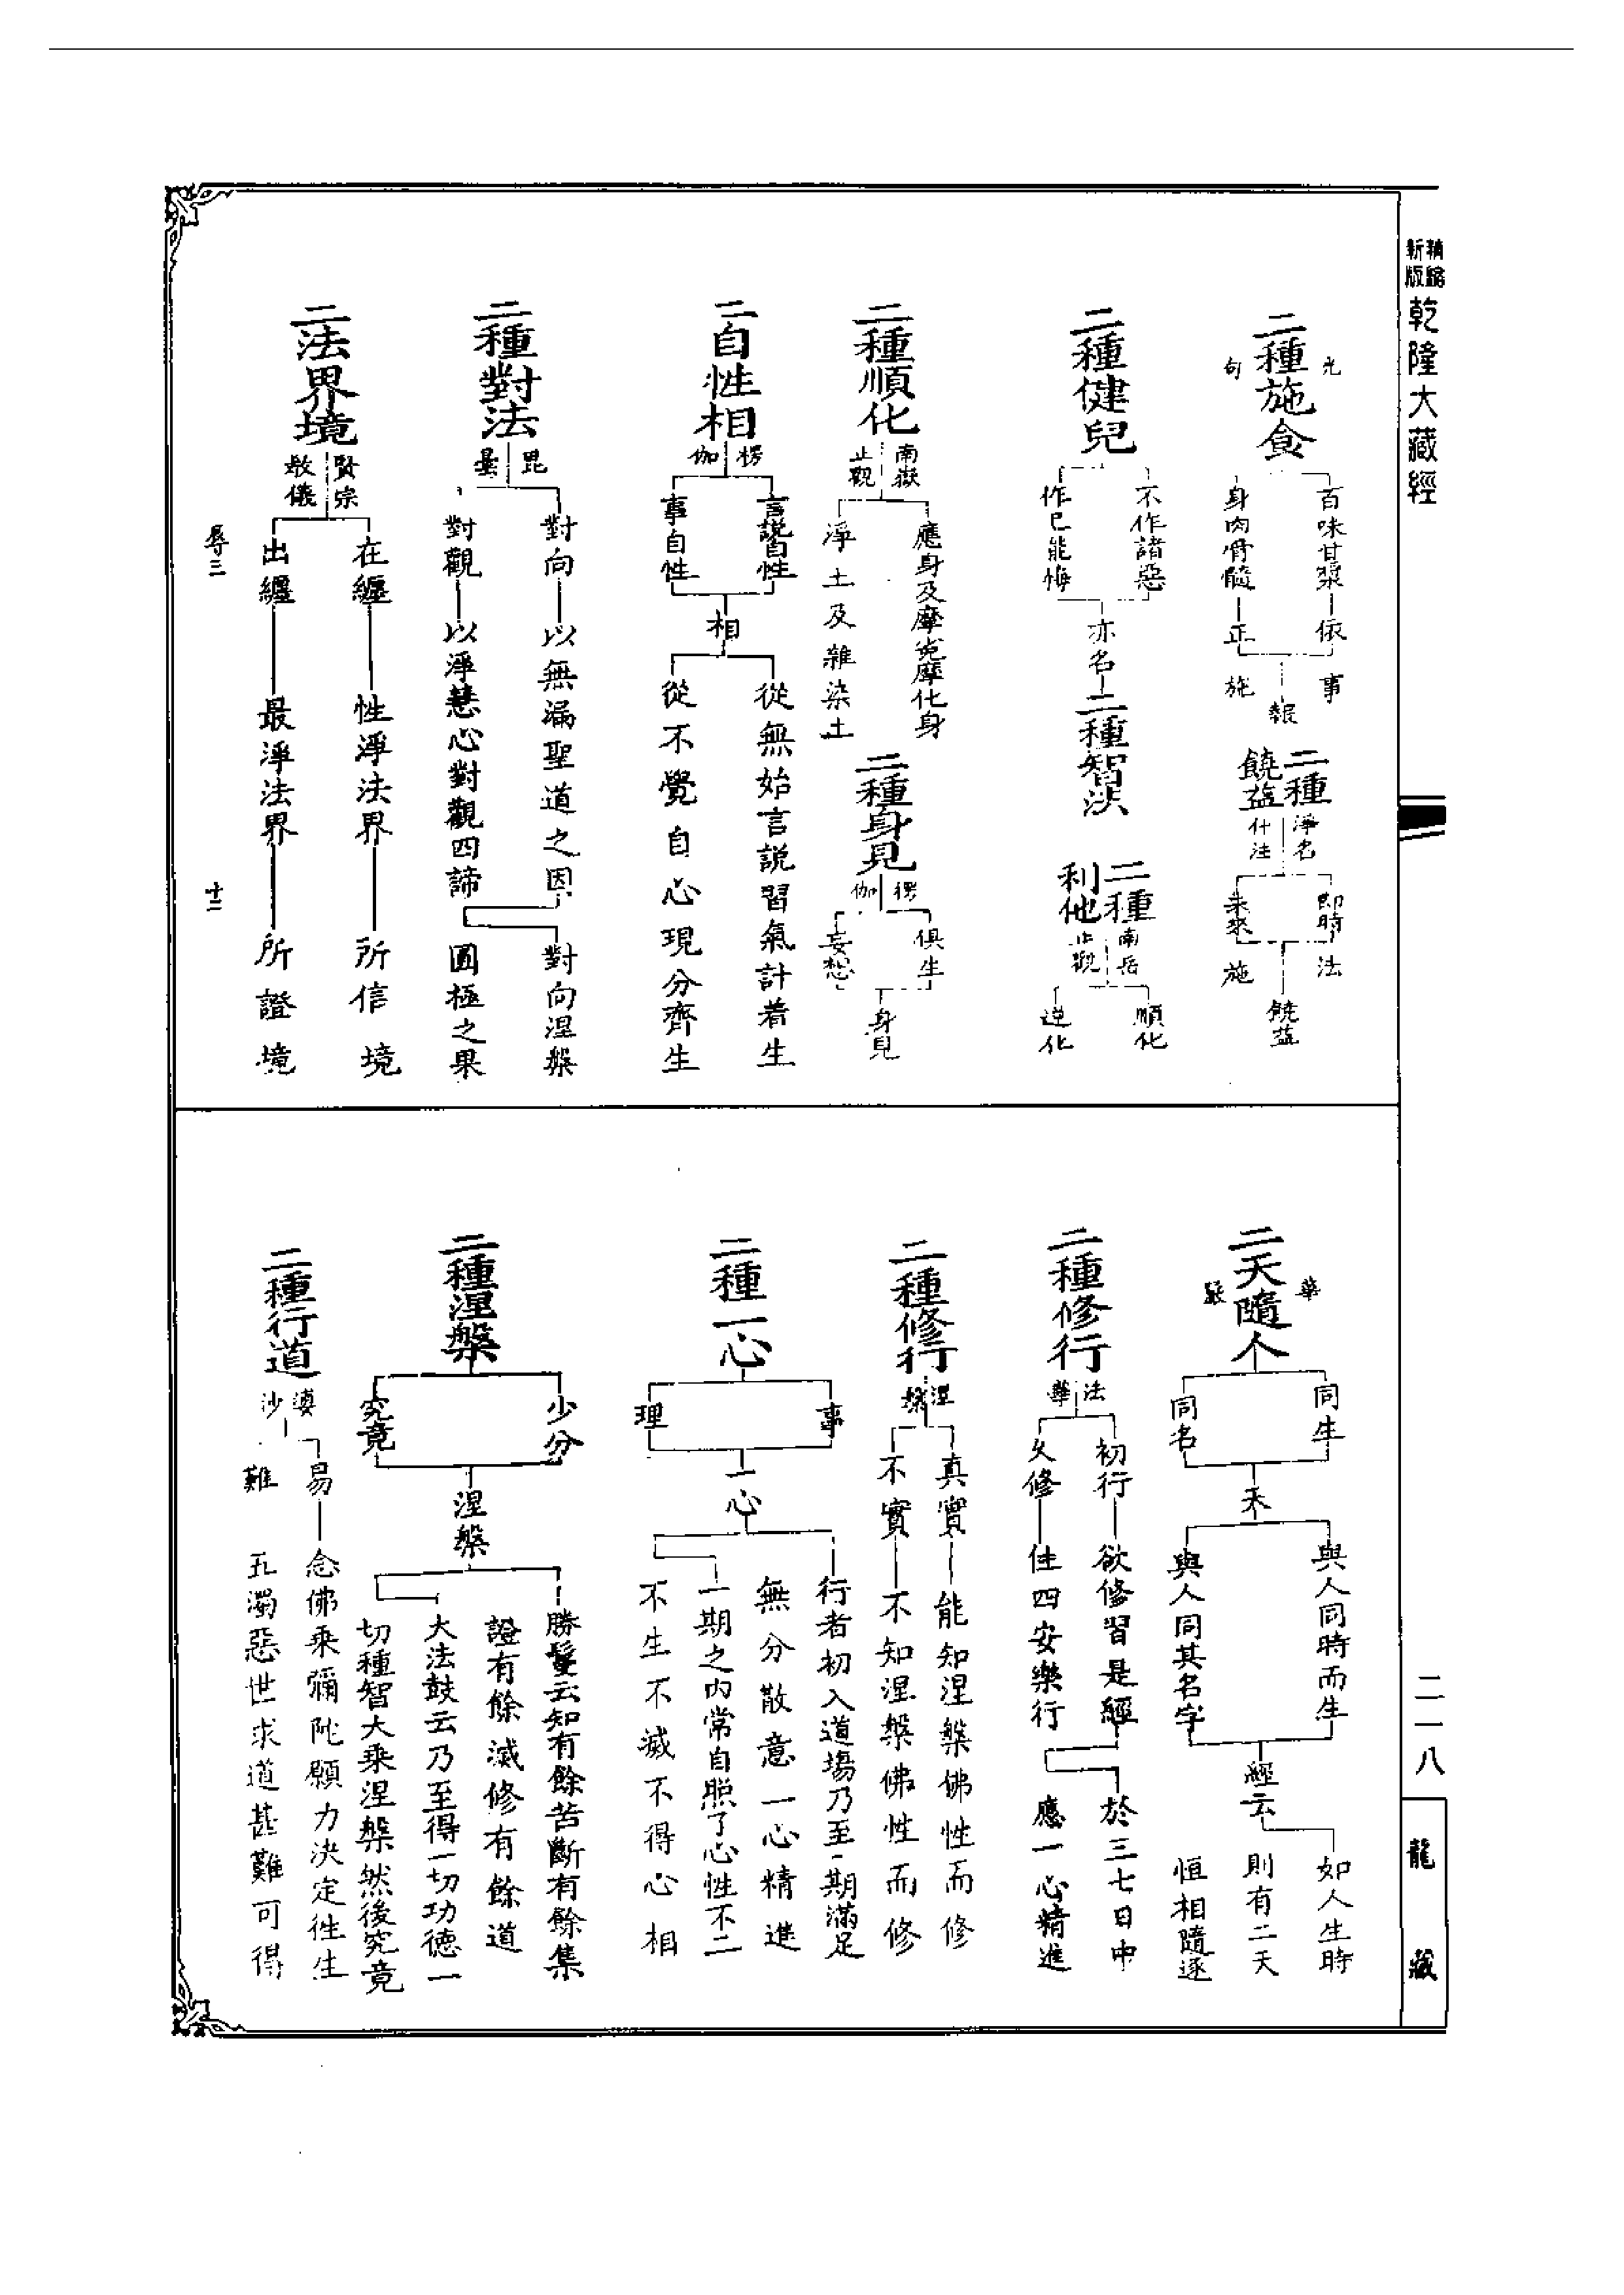 新版精縮乾隆大藏經
二種施食
光句
百味甘漿—依
身肉骨髓—正
報
事
施
二種饒益
淨名什注
即時
未來
法
施
饒益
二種健兒
不作諸惡
作已能悔
亦名
二種智決
二種利他
南岳止觀
順化
逆化
二種順化
南嶽止觀
應身及摩㝹摩化身
淨土及雜染土
二種身見
楞伽
俱生
妄想
身見
二自性相
楞伽
言說自性
事自性
相
從無始言說習氣計着生
從不覺自心現分齊生
二種對法
毘曇
對向—以無漏聖道之因
對向涅槃
圓極之果
對觀—以淨慧心對觀四諦
二法界境
賢宗教儀
在纏—性淨法界—所信境
出纏—最淨法界—所證境
辱三
十二
二天隨人
華嚴
同生
同名
天
與人同時而生
與人同其名字
經云
如人生時
則有二天
恒相隨逐
二種修行
法華
初行—欲修習是經
於三七日中
應一心精進
久修—住四安樂行
二種修行
涅槃
真實—能知涅槃佛性而修
不實—不知涅槃佛性而修
二種一心
事
理
一心
行者初入道場乃至一期滿足
無分散意一心精進
一期之內常自照了心性不二
不生不滅不得心相
二種涅槃
少分
究竟
涅槃
勝鬘云知有餘苦斷有餘集
證有餘滅修有餘道
大法鼓云乃至得一切功德一
切種智大乘涅槃然後究竟
二種行道
婆沙
易—念佛乘彌陀願力決定往生
難
五濁惡世求道甚難可得
二一八
龍藏